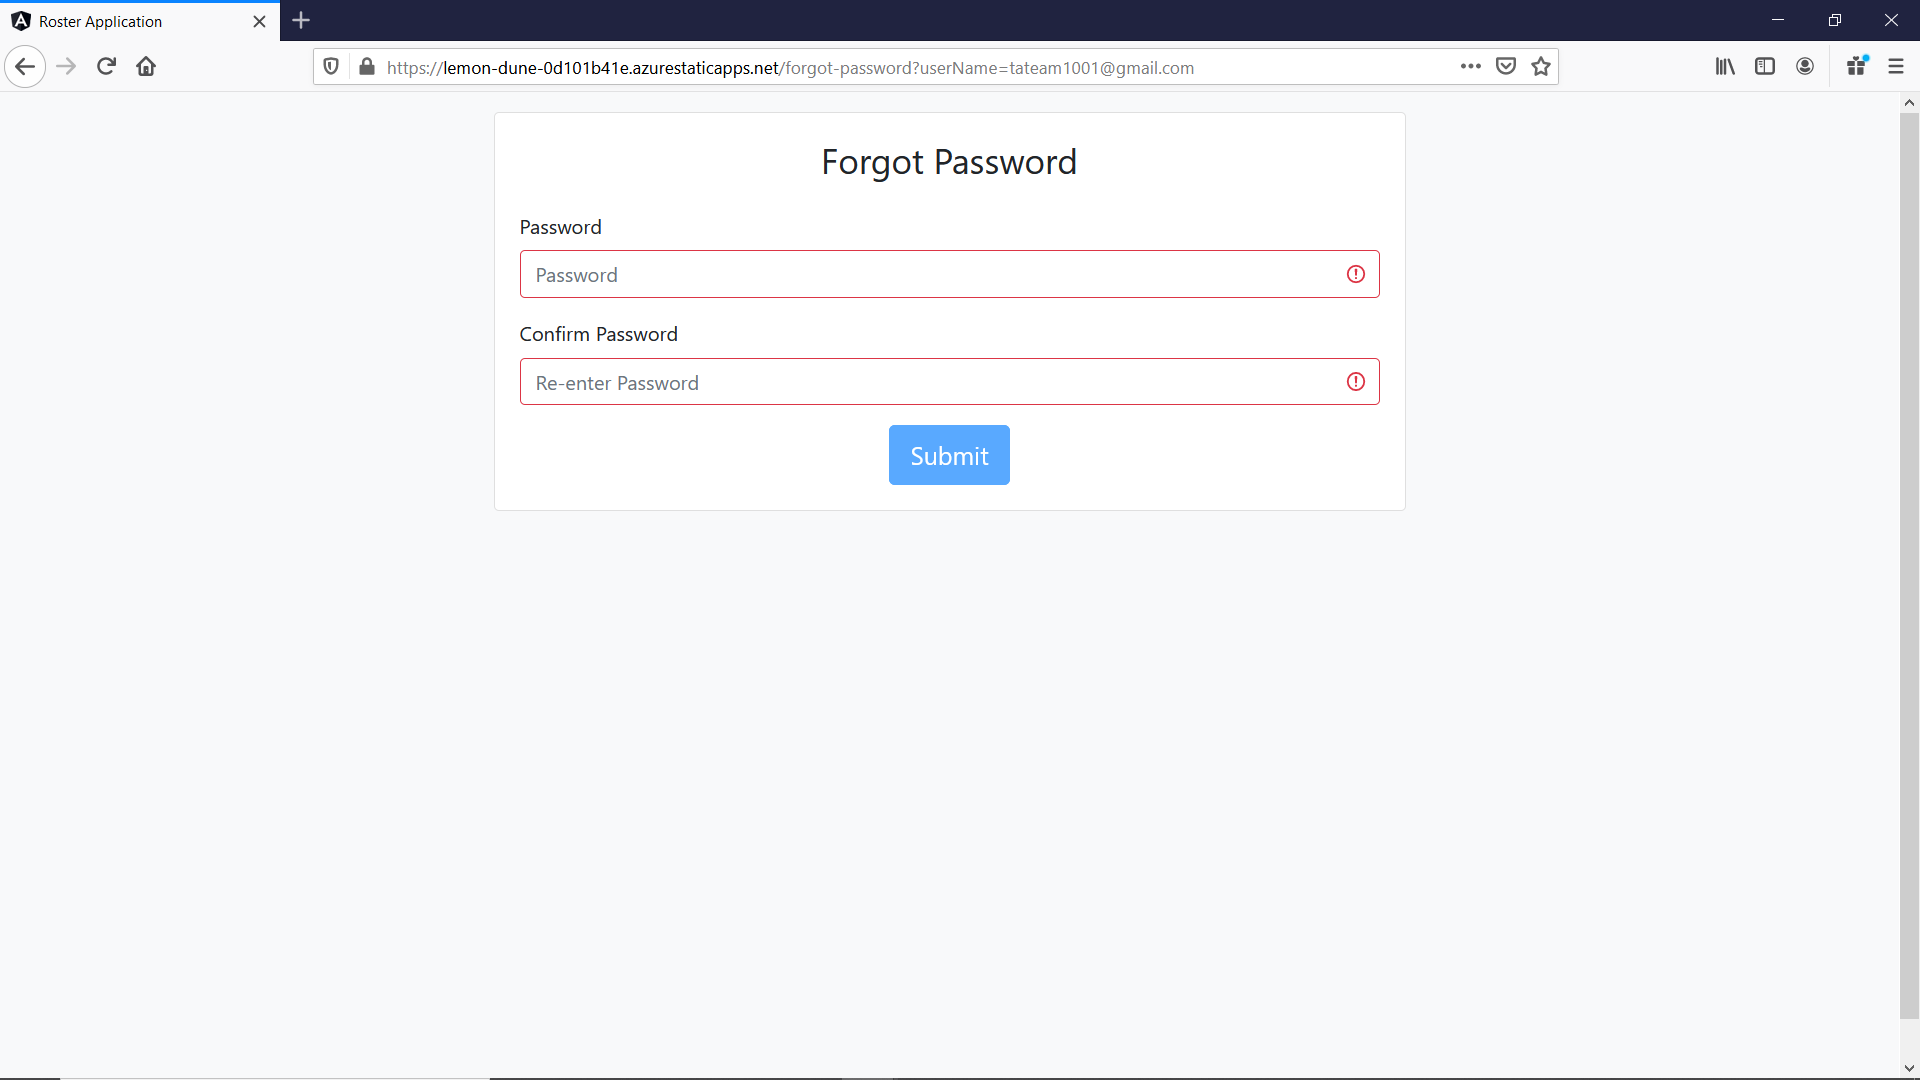 Roster Application
https://lemon-dune-0d101b41e.azurestaticapps.net/forgot-password?userName=tateam1001@gmail.com
Forgot Password
Password
Password
Confirm Password
Re-enter Password
Submit